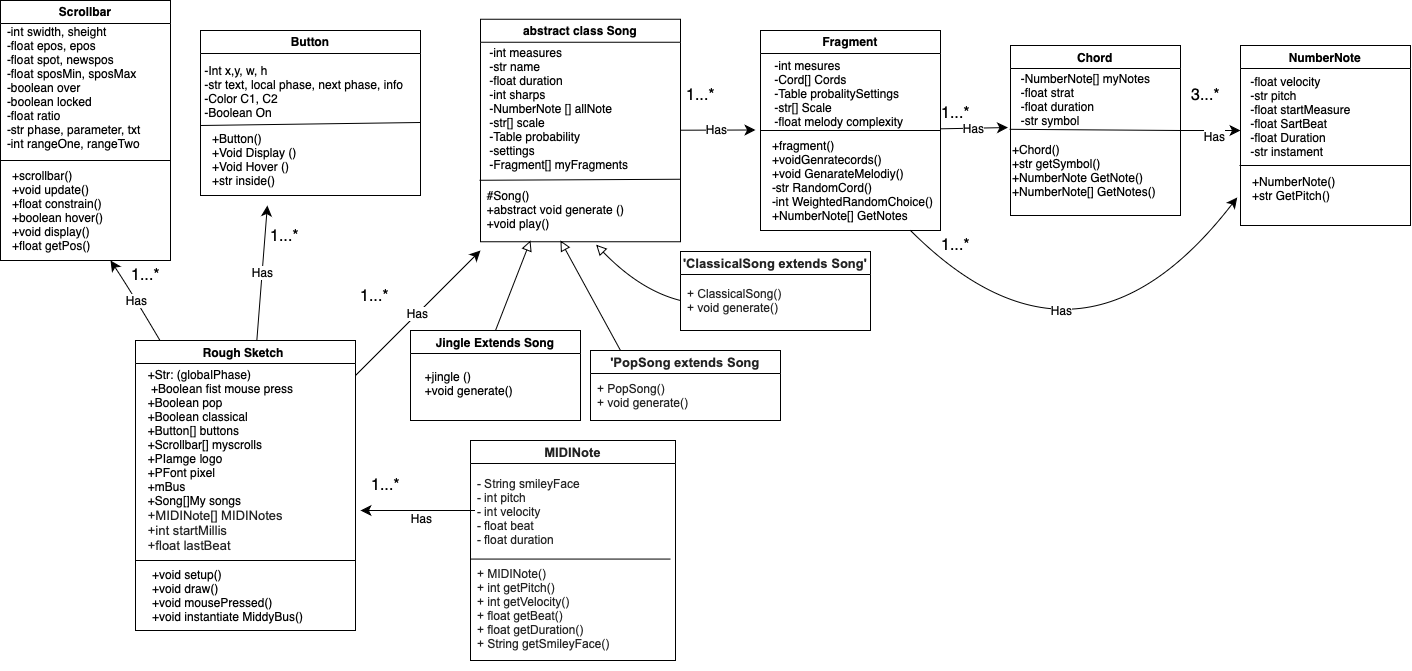 Scrollbar
-int swidth, sheight
-float epos, epos
-float spot, newspos
-float sposMin, sposMax
-boolean over
-boolean locked
-float ratio
-str phase, parameter, txt
-int rangeOne, rangeTwo
+scrollbar()
+void update()
+float constrain()
+boolean hover()
+void display()
+float getPos()
Button
-Int x,y, w, h
-str text, local phase, next phase, info
-Color C1, C2
-Boolean On
+Button()
+Void Display ()
+Void Hover ()
+str inside()
abstract class Song
-int measures
-str name
-float duration
-int sharps
-NumberNote [] allNote
-str[] scale
-Table probability
-settings
-Fragment[] myFragments
#Song()
+abstract void generate ()
+void play()
1...*
Has
Fragment
-int mesures
-Cord[] Cords
-Table probalitySettings
-str[] Scale
-float melody complexity
+fragment()
+voidGenratecords()
+void GenarateMelodiy()
-str RandomCord()
-int WeightedRandomChoice()
+NumberNote[] GetNotes
1...*
Has
Chord
-NumberNote[] myNotes
-float strat
-float duration
-str symbol
+Chord()
+str getSymbol()
+NumberNote GetNote()
+NumberNote[] GetNotes()
3...*
Has
NumberNote
-float velocity
-str pitch
-float startMeasure
-float SartBeat
-float Duration
-str instament
+NumberNote()
+str GetPitch()
1...*
Has
1...*
Has
1...*
Has
1...*
Has
'ClassicalSong extends Song'
+ ClassicalSong()
+ void generate()
Jingle Extends Song
+jingle ()
+void generate()
'PopSong extends Song
+ PopSong()
+ void generate()
Rough Sketch
+Str: (globalPhase)
+Boolean fist mouse press
+Boolean pop
+Boolean classical
+Button[] buttons
+Scrollbar[] myscrolls
+PIamge logo
+PFont pixel
+mBus
+Song[]My songs
+MIDINote[] MIDINotes
+int startMillis
+float lastBeat
+void setup()
+void draw()
+void mousePressed()
+void instantiate MiddyBus()
1...*
Has
MIDINote
- String smileyFace
- int pitch
- int velocity
- float beat
- float duration
+ MIDINote()
+ int getPitch()
+ int getVelocity()
+ float getBeat()
+ float getDuration()
+ String getSmileyFace()